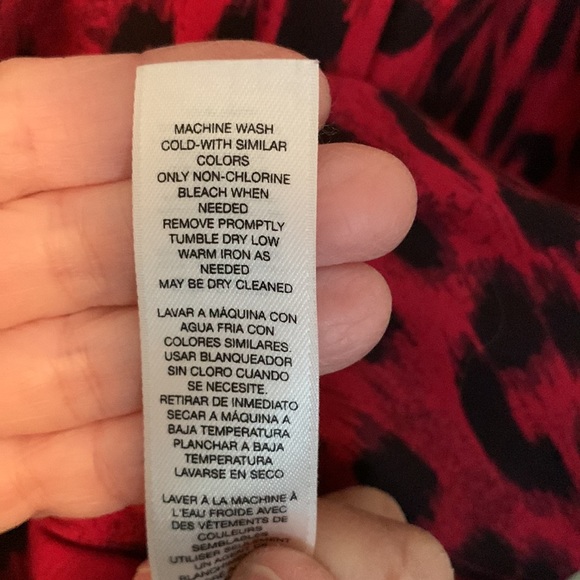 MACHINE WASH
COLD-WITH SIMILAR
COLORS
ONLY NON-CHLORINE
BLEACH WHEN
NEEDED
REMOVE PROMPTLY
TUMBLE DRY LOW
WARM IRON AS
NEEDED
MAY BE DRY CLEANED
LAVAR A MÁQUINA CON
AGUA FRIA CON
COLORES SIMILARES.
USAR BLANQUEADOR
SIN CLORO CUANDO
SE NECESITE.
RETIRAR DE INMEDIATO
SECAR A MÁQUINA A
BAJA TEMPERATURA
PLANCHAR A BAJA
TEMPERATURA
LAVARSE EN SECO
LAVER À LA MACHINE À
L'EAU FROIDE AVEC
DES VÊTEMENTS DE
COULEURS
SEMBLABLES
UTILISER
UN